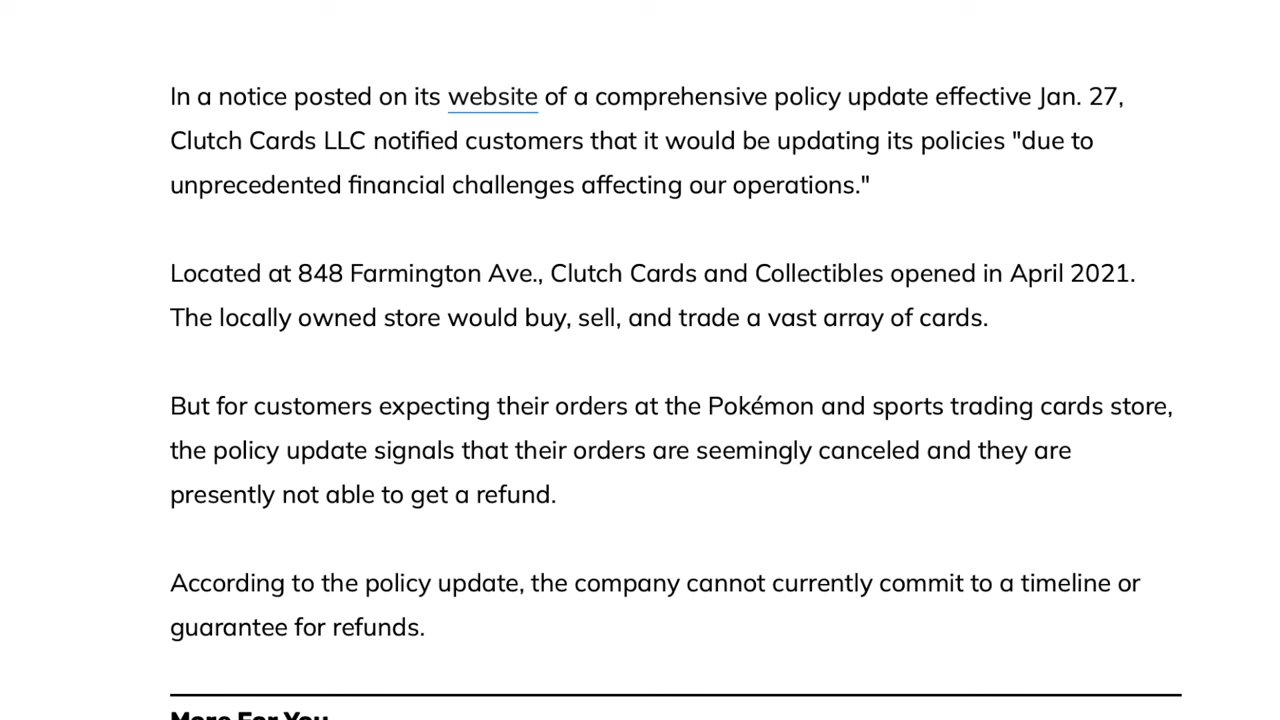 In a notice posted on its website of a comprehensive policy update effective Jan. 27,
Clutch Cards LLC notified customers that it would be updating its policies "due to
unprecedented financial challenges affecting our operations."
Located at 848 Farmington Ave., Clutch Cards and Collectibles opened in April 2021.
The locally owned store would buy, sell, and trade a vast array of cards.
But for customers expecting their orders at the Pokémon and sports trading cards store,
the policy update signals that their orders are seemingly canceled and they are
presently not able to get a refund.
According to the policy update, the company cannot currently commit to a timeline or
guarantee for refunds.
More For You